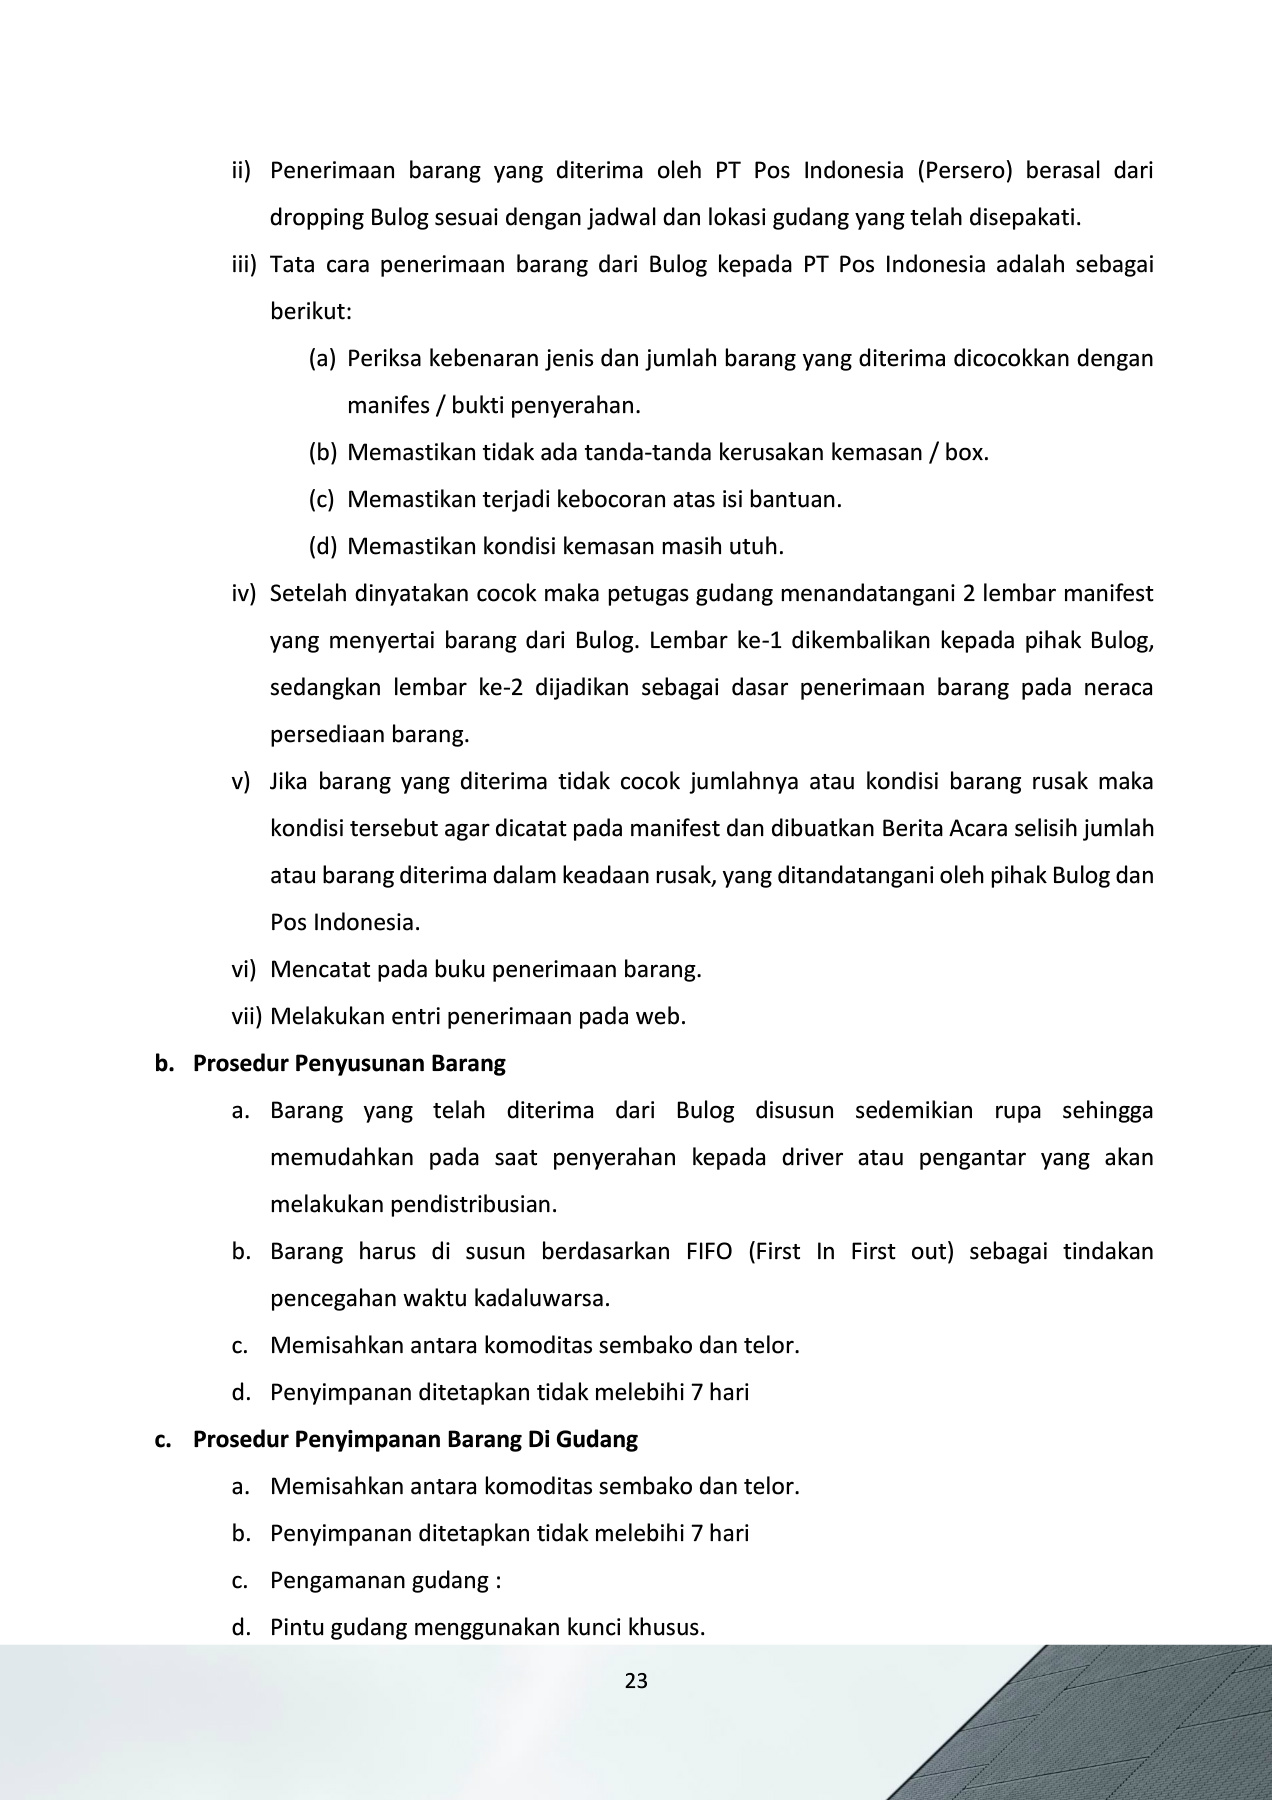 ii) Penerimaan barang yang diterima oleh PT Pos Indonesia (Persero) berasal dari
dropping Bulog sesuai dengan jadwal dan lokasi gudang yang telah disepakati.
iii) Tata cara penerimaan barang dari Bulog kepada PT Pos Indonesia adalah sebagai
berikut:
(a) Periksa kebenaran jenis dan jumlah barang yang diterima dicocokkan dengan
manifes / bukti penyerahan.
(b) Memastikan tidak ada tanda-tanda kerusakan kemasan / box.
(c) Memastikan terjadi kebocoran atas isi bantuan.
(d) Memastikan kondisi kemasan masih utuh.
iv) Setelah dinyatakan cocok maka petugas gudang menandatangani 2 lembar manifest
yang menyertai barang dari Bulog. Lembar ke-1 dikembalikan kepada pihak Bulog,
sedangkan lembar ke-2 dijadikan sebagai dasar penerimaan barang pada neraca
persediaan barang.
v) Jika barang yang diterima tidak cocok jumlahnya atau kondisi barang rusak maka
kondisi tersebut agar dicatat pada manifest dan dibuatkan Berita Acara selisih jumlah
atau barang diterima dalam keadaan rusak, yang ditandatangani oleh pihak Bulog dan
Pos Indonesia.
vi) Mencatat pada buku penerimaan barang.
vii) Melakukan entri penerimaan pada web.
b. Prosedur Penyusunan Barang
a. Barang yang telah diterima dari Bulog disusun sedemikian rupa sehingga
memudahkan pada saat penyerahan kepada driver atau pengantar yang akan
melakukan pendistribusian.
b. Barang harus di susun berdasarkan FIFO (First In First out) sebagai tindakan
pencegahan waktu kadaluwarsa.
c. Memisahkan antara komoditas sembako dan telor.
d. Penyimpanan ditetapkan tidak melebihi 7 hari
c. Prosedur Penyimpanan Barang Di Gudang
a. Memisahkan antara komoditas sembako dan telor.
b. Penyimpanan ditetapkan tidak melebihi 7 hari
c. Pengamanan gudang :
d. Pintu gudang menggunakan kunci khusus.
23